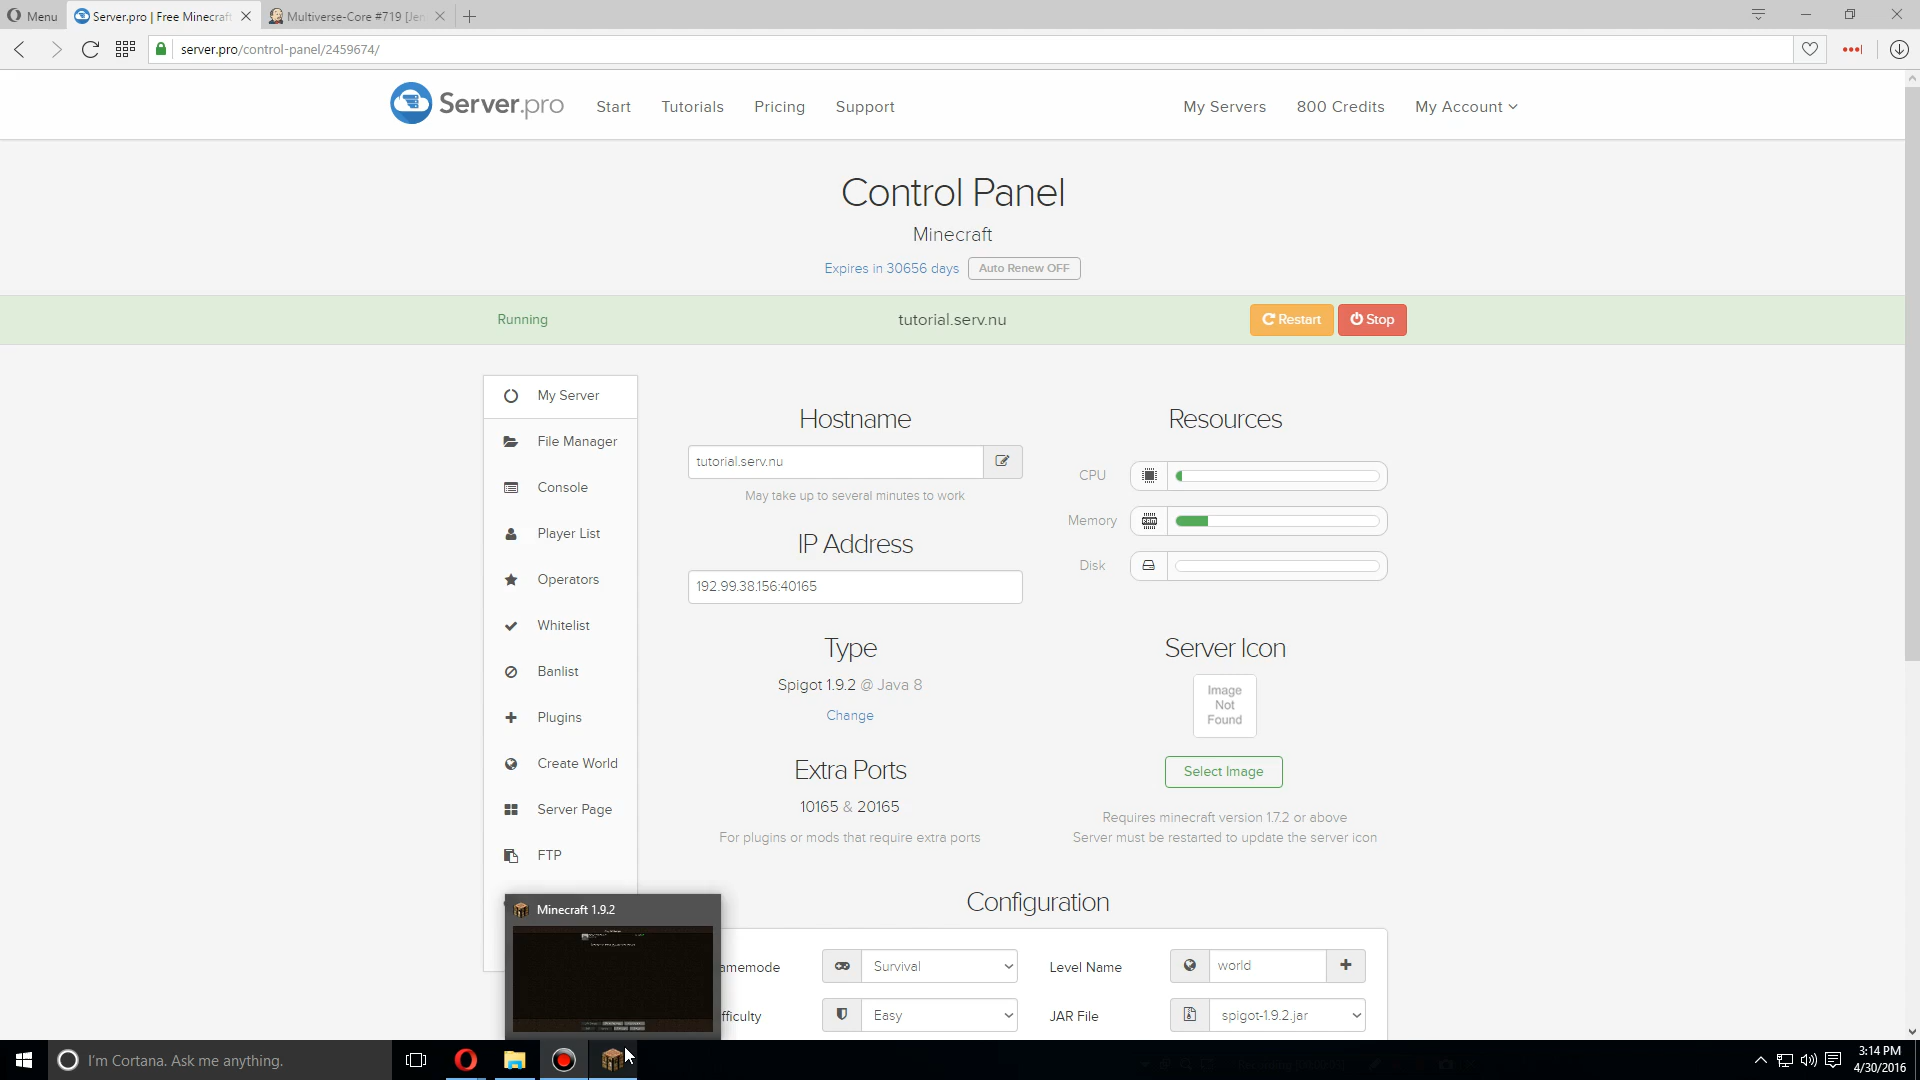 Menu
Server.pro | Free Minecraft
Multiverse-Core #719 [Jen
server.pro/control-panel/2459674/
Server.pro
Start
Tutorials
Pricing
Support
My Servers
800 Credits
My Account
Control Panel
Minecraft
Expires in 30656 days
Auto Renew OFF
Running
tutorial.serv.nu
Restart
Stop
My Server
File Manager
Console
Player List
Operators
Whitelist
Banlist
Plugins
Create World
Server Page
FTP
Hostname
tutorial.serv.nu
May take up to several minutes to work
IP Address
192.99.38.156:40165
Type
Spigot 1.9.2 @ Java 8
Change
Extra Ports
10165 & 20165
For plugins or mods that require extra ports
Resources
CPU
Memory
Disk
Server Icon
Image
Not
Found
Select Image
Requires minecraft version 1.7.2 or above
Server must be restarted to update the server icon
Configuration
amemode
Survival
Level Name
world
fficulty
Easy
JAR File
spigot-1.9.2.jar
Minecraft 1.9.2
I'm Cortana. Ask me anything.
3:14 PM
4/30/2016